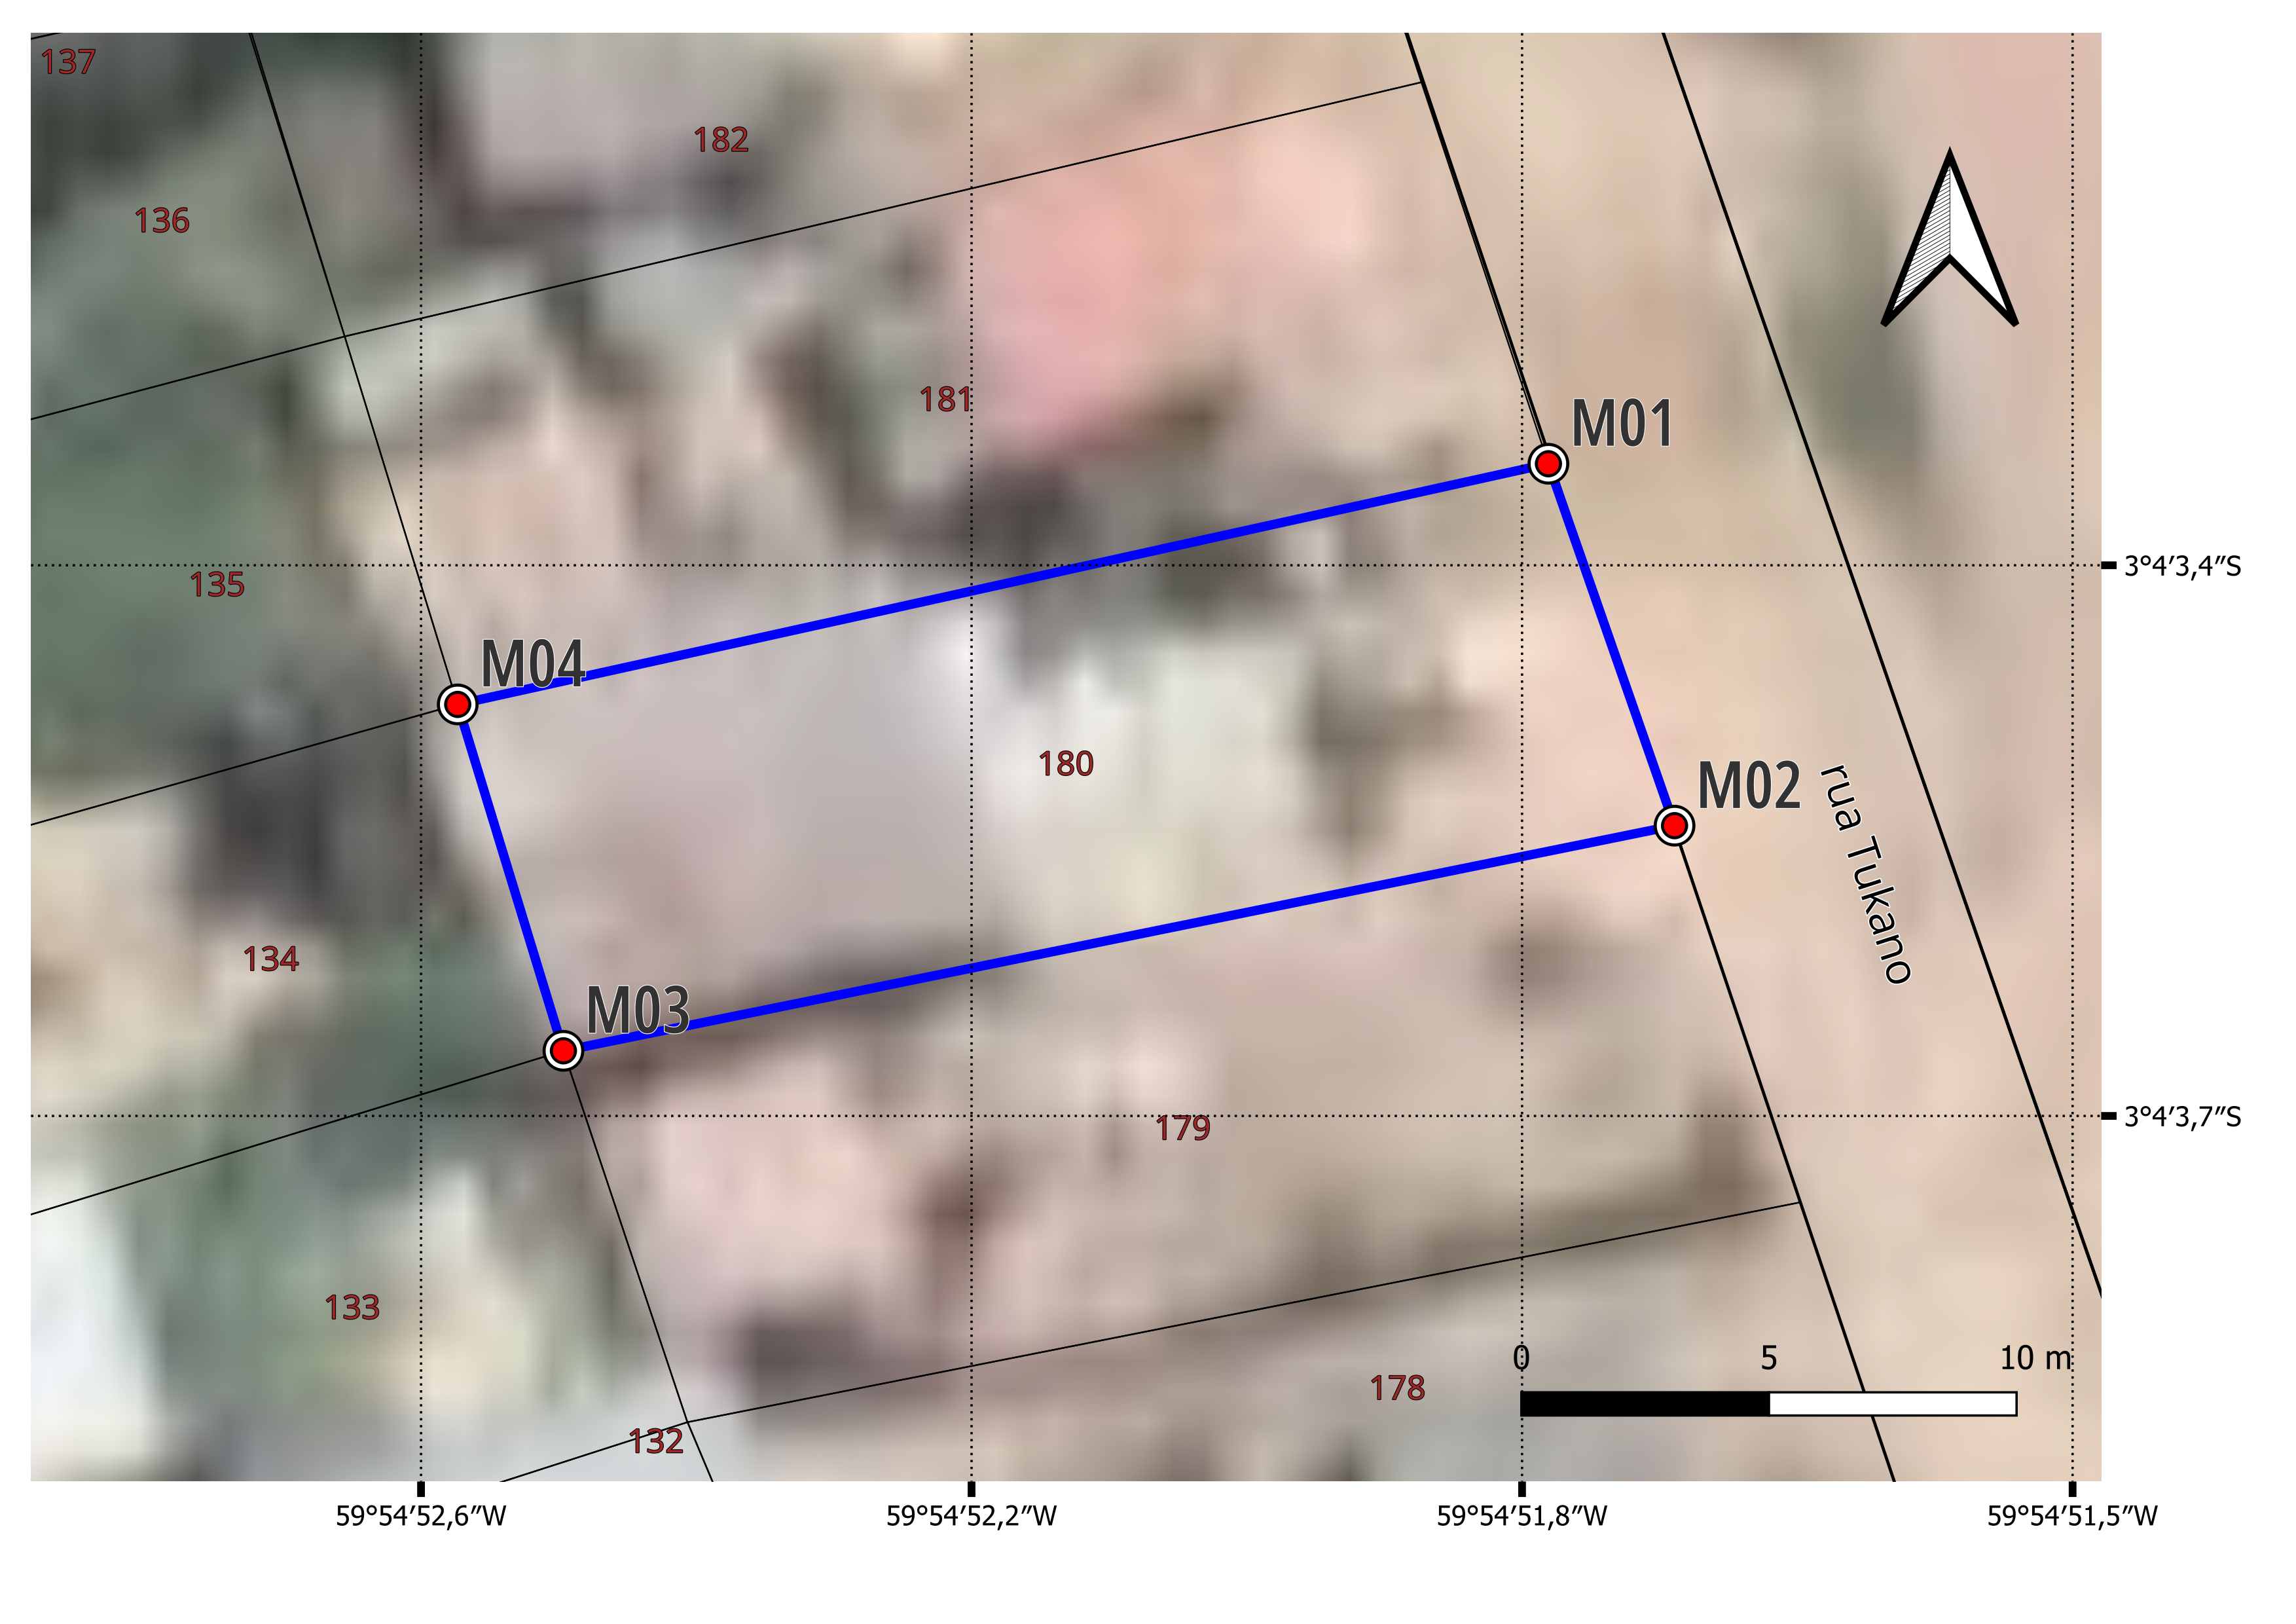 137
182
136
181
M01
3°4′3,4″S
135
M04
180
M02
rua Tukano
134
M03
3°4′3,7″S
179
133
0 5 10 m
178
132
59°54′52,6″W 59°54′52,2″W 59°54′51,8″W 59°54′51,5″W